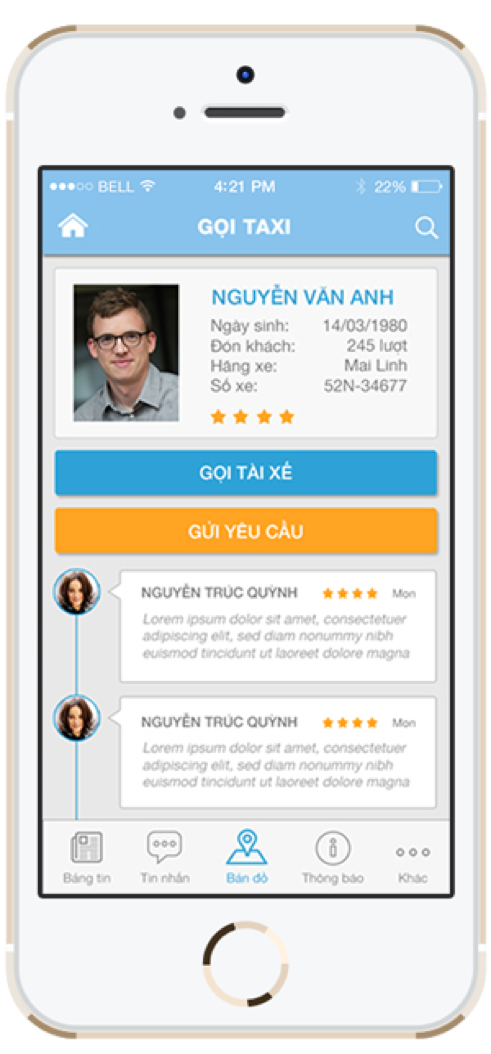 BELL 4:21 PM 22%
GỌI TAXI
NGUYỄN VĂN ANH
Ngày sinh: 14/03/1980
Đón khách: 245 lượt
Hãng xe: Mai Linh
Số xe: 52N-34677
GỌI TÀI XẾ
GỬI YÊU CẦU
NGUYỄN TRÚC QUỲNH Mon
Lorem ipsum dolor sit amet, consectetuer
adipiscing elit, sed diam nonummy nibh
euismod tincidunt ut laoreet dolore magna
NGUYỄN TRÚC QUỲNH Mon
Lorem ipsum dolor sit amet, consectetuer
adipiscing elit, sed diam nonummy nibh
euismod tincidunt ut laoreet dolore magna
Bảng tin Tin nhắn Bản đồ Thông báo Khác